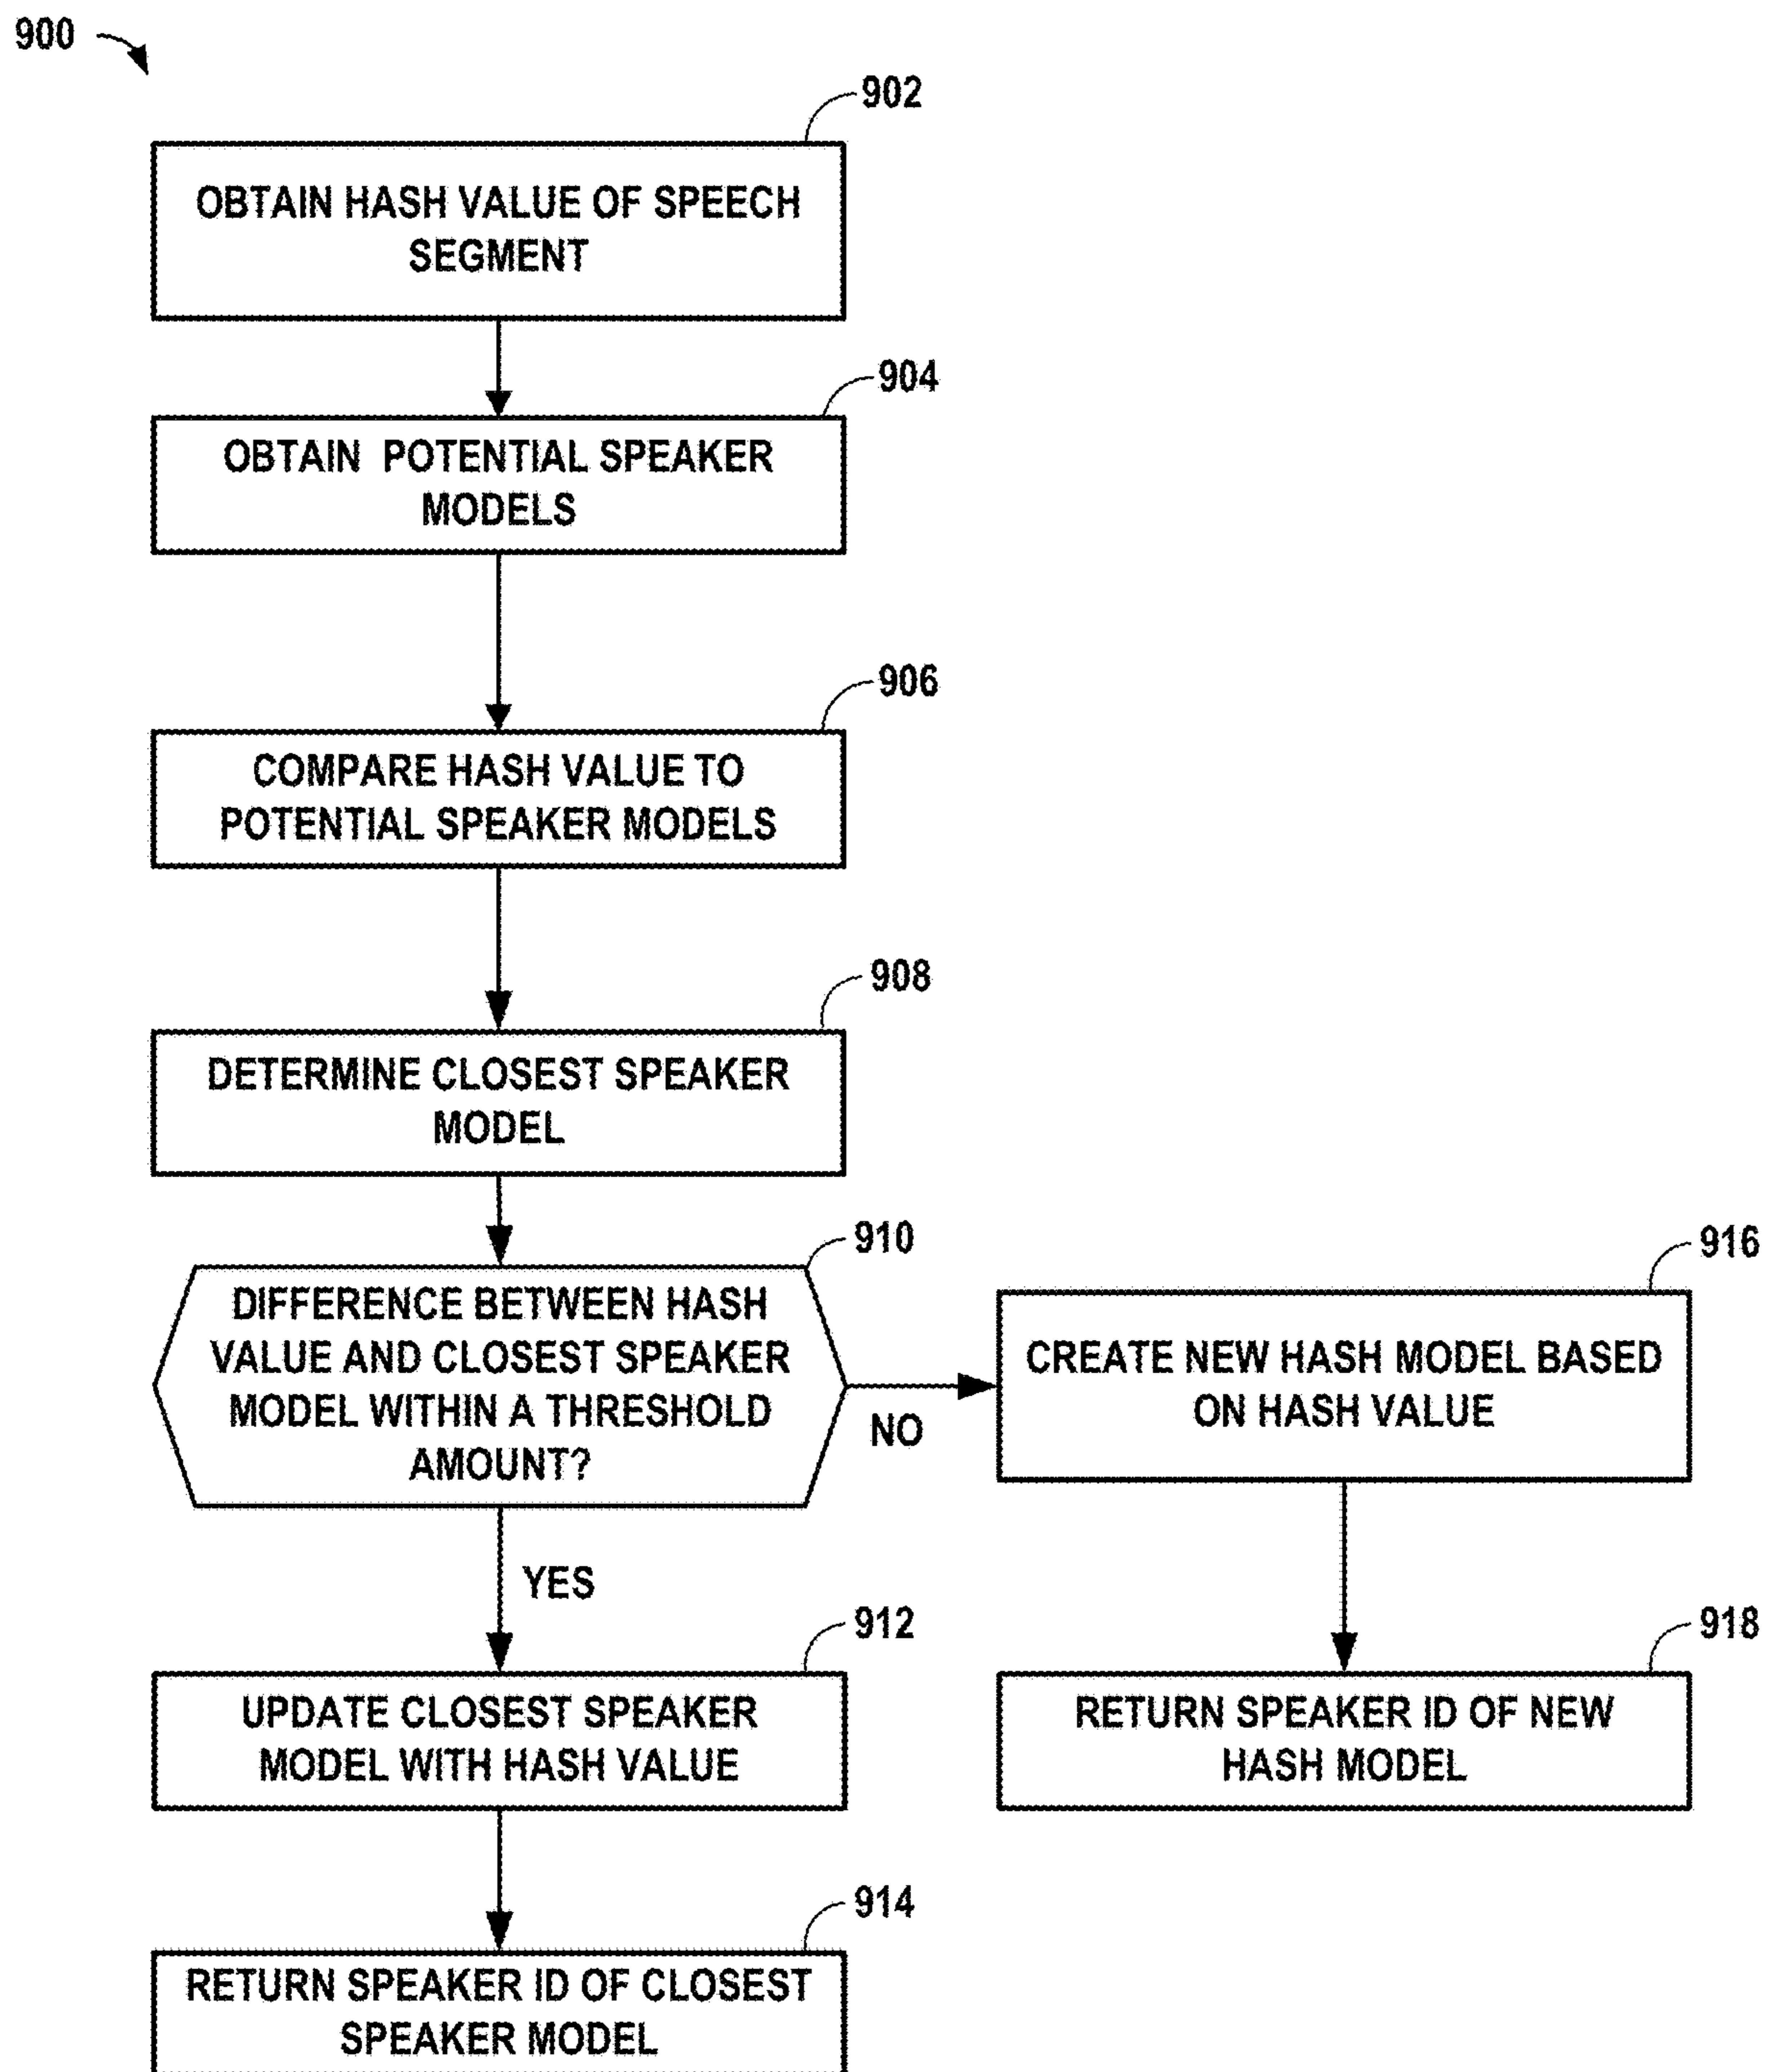 900
902
OBTAIN HASH VALUE OF SPEECH
SEGMENT
904
OBTAIN POTENTIAL SPEAKER
MODELS
906
COMPARE HASH VALUE TO
POTENTIAL SPEAKER MODELS
908
DETERMINE CLOSEST SPEAKER
MODEL
910
DIFFERENCE BETWEEN HASH
VALUE AND CLOSEST SPEAKER
MODEL WITHIN A THRESHOLD
AMOUNT?
NO
916
CREATE NEW HASH MODEL BASED
ON HASH VALUE
YES
912
UPDATE CLOSEST SPEAKER
MODEL WITH HASH VALUE
918
RETURN SPEAKER ID OF NEW
HASH MODEL
914
RETURN SPEAKER ID OF CLOSEST
SPEAKER MODEL